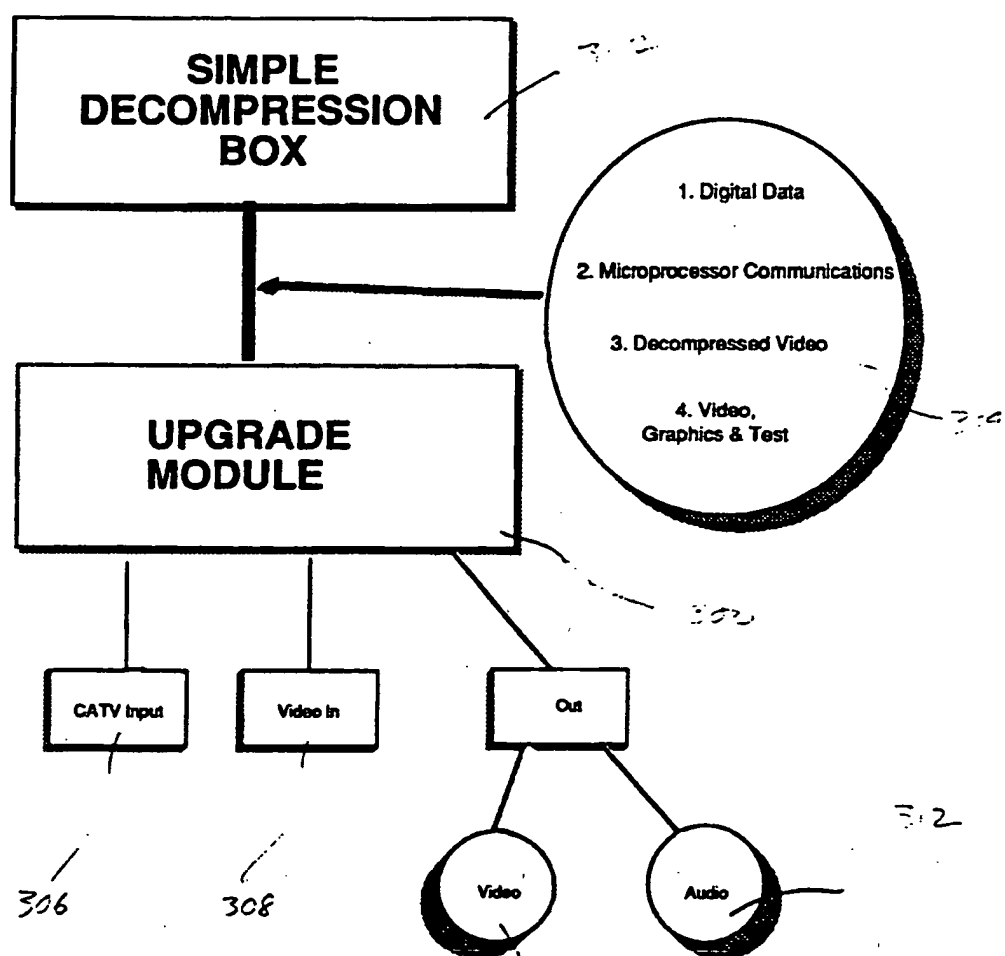 SIMPLE
DECOMPRESSION
BOX
1. Digital Data
2. Microprocessor Communications
3. Decompressed Video
4. Video,
Graphics & Test
UPGRADE
MODULE
CATV Input
Video In
Out
Video
Audio
306
308